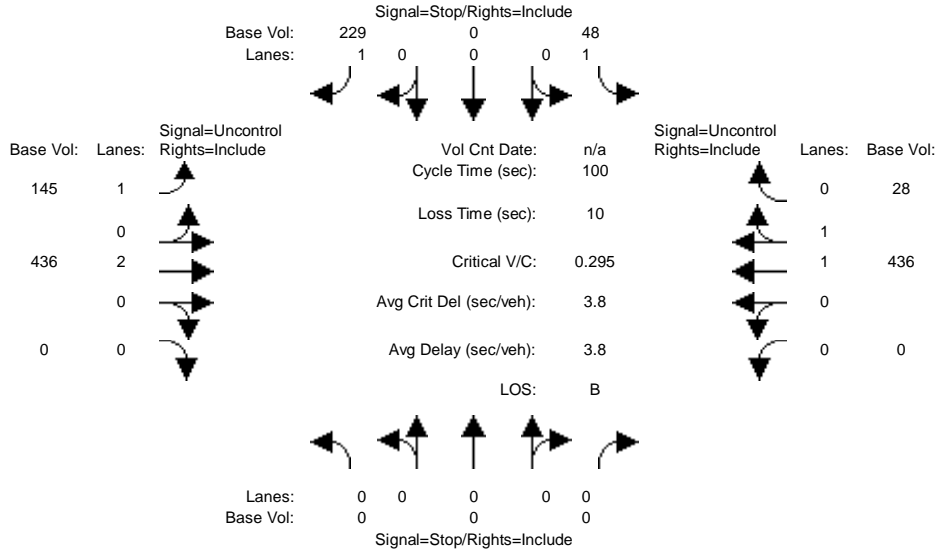 Signal=Stop/Rights=Include
Base Vol: 229 0 48
Lanes: 1 0 0 0 1
Signal=Uncontrol Signal=Uncontrol
Base Vol: Lanes: Rights=Include Vol Cnt Date: n/a Rights=Include Lanes: Base Vol:
Cycle Time (sec): 100
145 1 0 28
Loss Time (sec): 10
0 1
436 2 Critical V/C: 0.295 1 436
0 Avg Crit Del (sec/veh): 3.8 0
0 0 Avg Delay (sec/veh): 3.8 0 0
LOS: B
Lanes: 0 0 0 0 0
Base Vol: 0 0 0
Signal=Stop/Rights=Include